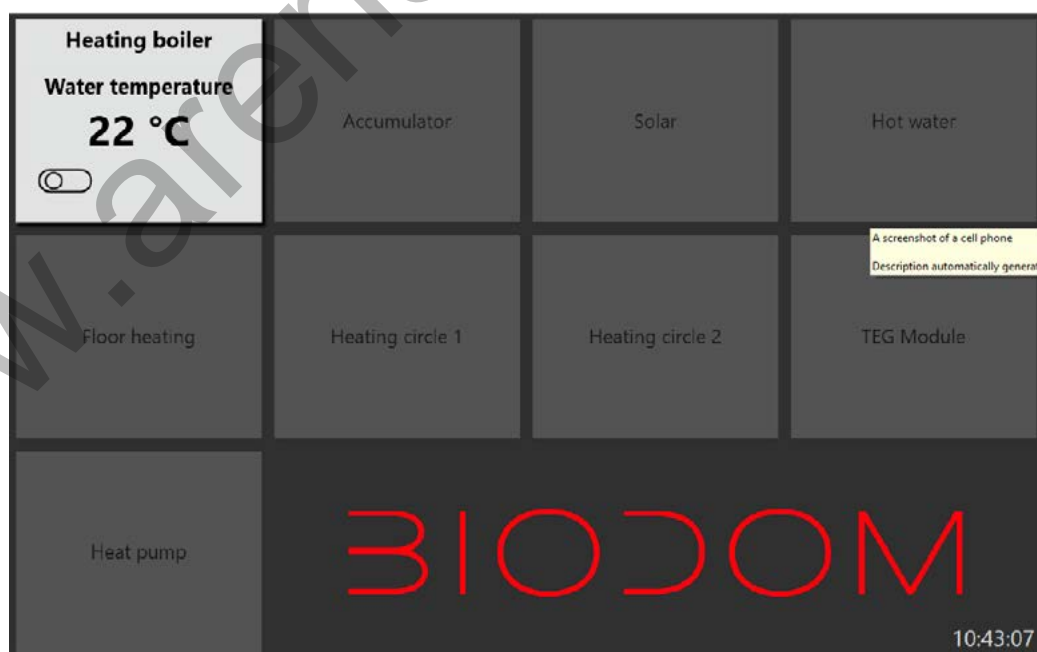 Heating boiler
Water temperature
22 °C
Accumulator
Solar
Hot water
A screenshot of a cell phone
Description automatically generat
Floor heating
Heating circle 1
Heating circle 2
TEG Module
Heat pump
BIODOM
10:43:07
w.aren